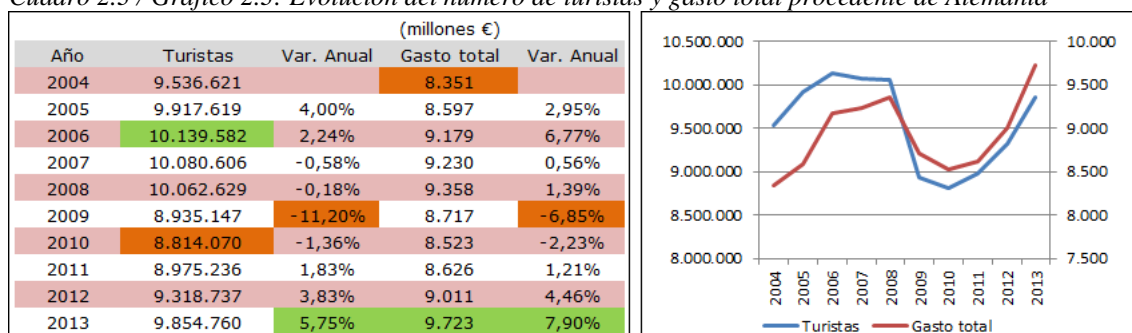 Cuadro 2.3 / Gráfico 2.3: Evolución del número de turistas y gasto total procedente de Alemania
(millones €)
Año Turistas Var. Anual Gasto total Var. Anual
2004 9.536.621 8.351
2005 9.917.619 4,00% 8.597 2,95%
2006 10.139.582 2,24% 9.179 6,77%
2007 10.080.606 -0,58% 9.230 0,56%
2008 10.062.629 -0,18% 9.358 1,39%
2009 8.935.147 -11,20% 8.717 -6,85%
2010 8.814.070 -1,36% 8.523 -2,23%
2011 8.975.236 1,83% 8.626 1,21%
2012 9.318.737 3,83% 9.011 4,46%
2013 9.854.760 5,75% 9.723 7,90%
10.500.000 10.000
10.000.000 9.500
9.500.000 9.000
9.000.000 8.500
8.500.000 8.000
8.000.000 7.500
2004 2005 2006 2007 2008 2009 2010 2011 2012 2013
Turistas Gasto total